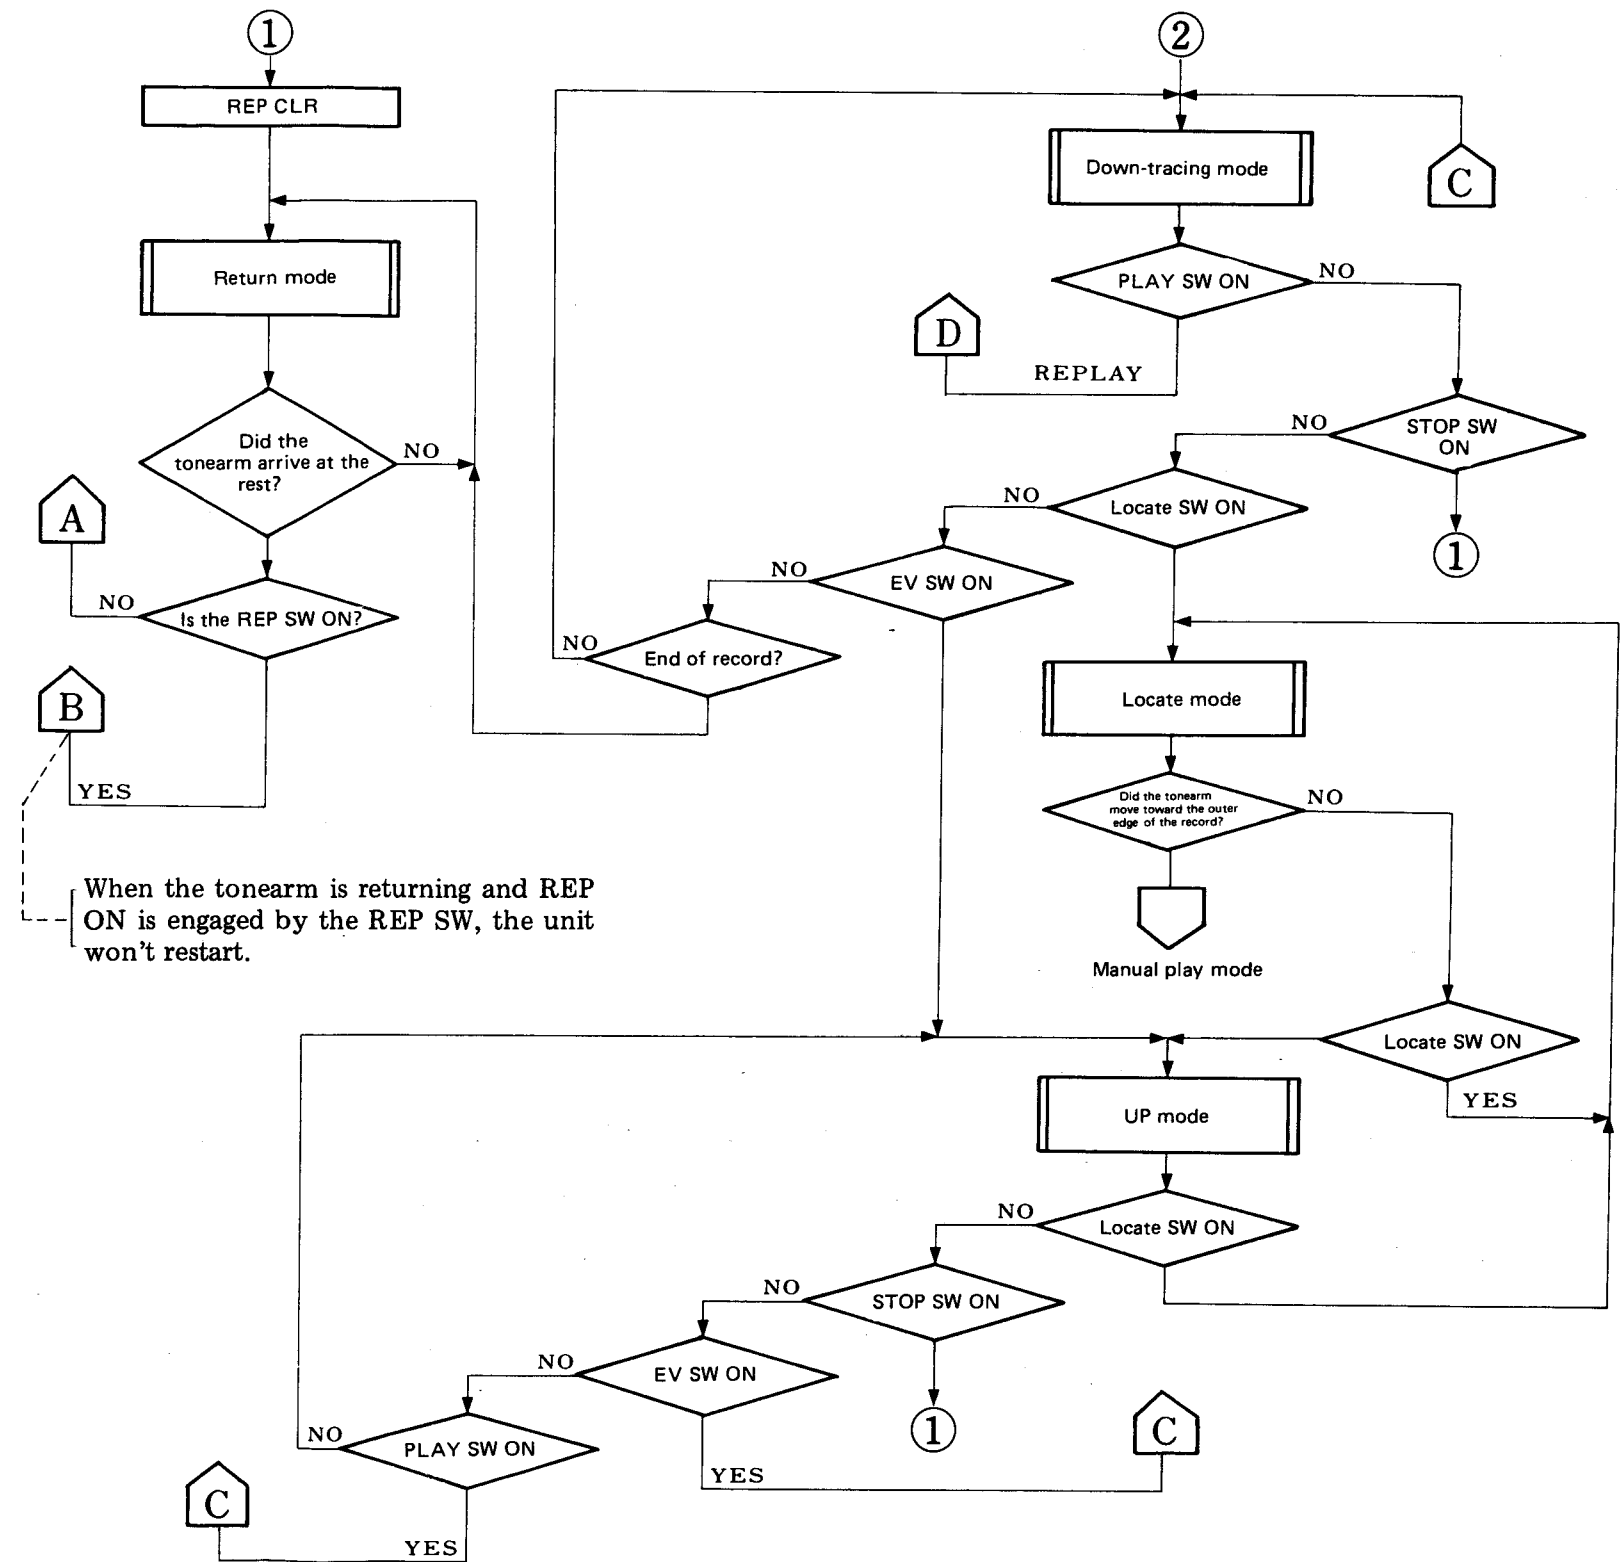 1
REP CLR
Return mode
Did the
tonearm arrive at the
rest?
NO
A
NO
Is the REP SW ON?
B
YES
When the tonearm is returning and REP
ON is engaged by the REP SW, the unit
won't restart.
2
Down-tracing mode
C
PLAY SW ON
NO
D
REPLAY
STOP SW
ON
NO
1
Locate SW ON
NO
EV SW ON
NO
End of record?
NO
Locate mode
Did the tonearm
move toward the outer
edge of the record?
NO
Manual play mode
Locate SW ON
YES
UP mode
Locate SW ON
NO
STOP SW ON
NO
1
EV SW ON
NO
YES
C
PLAY SW ON
NO
YES
C